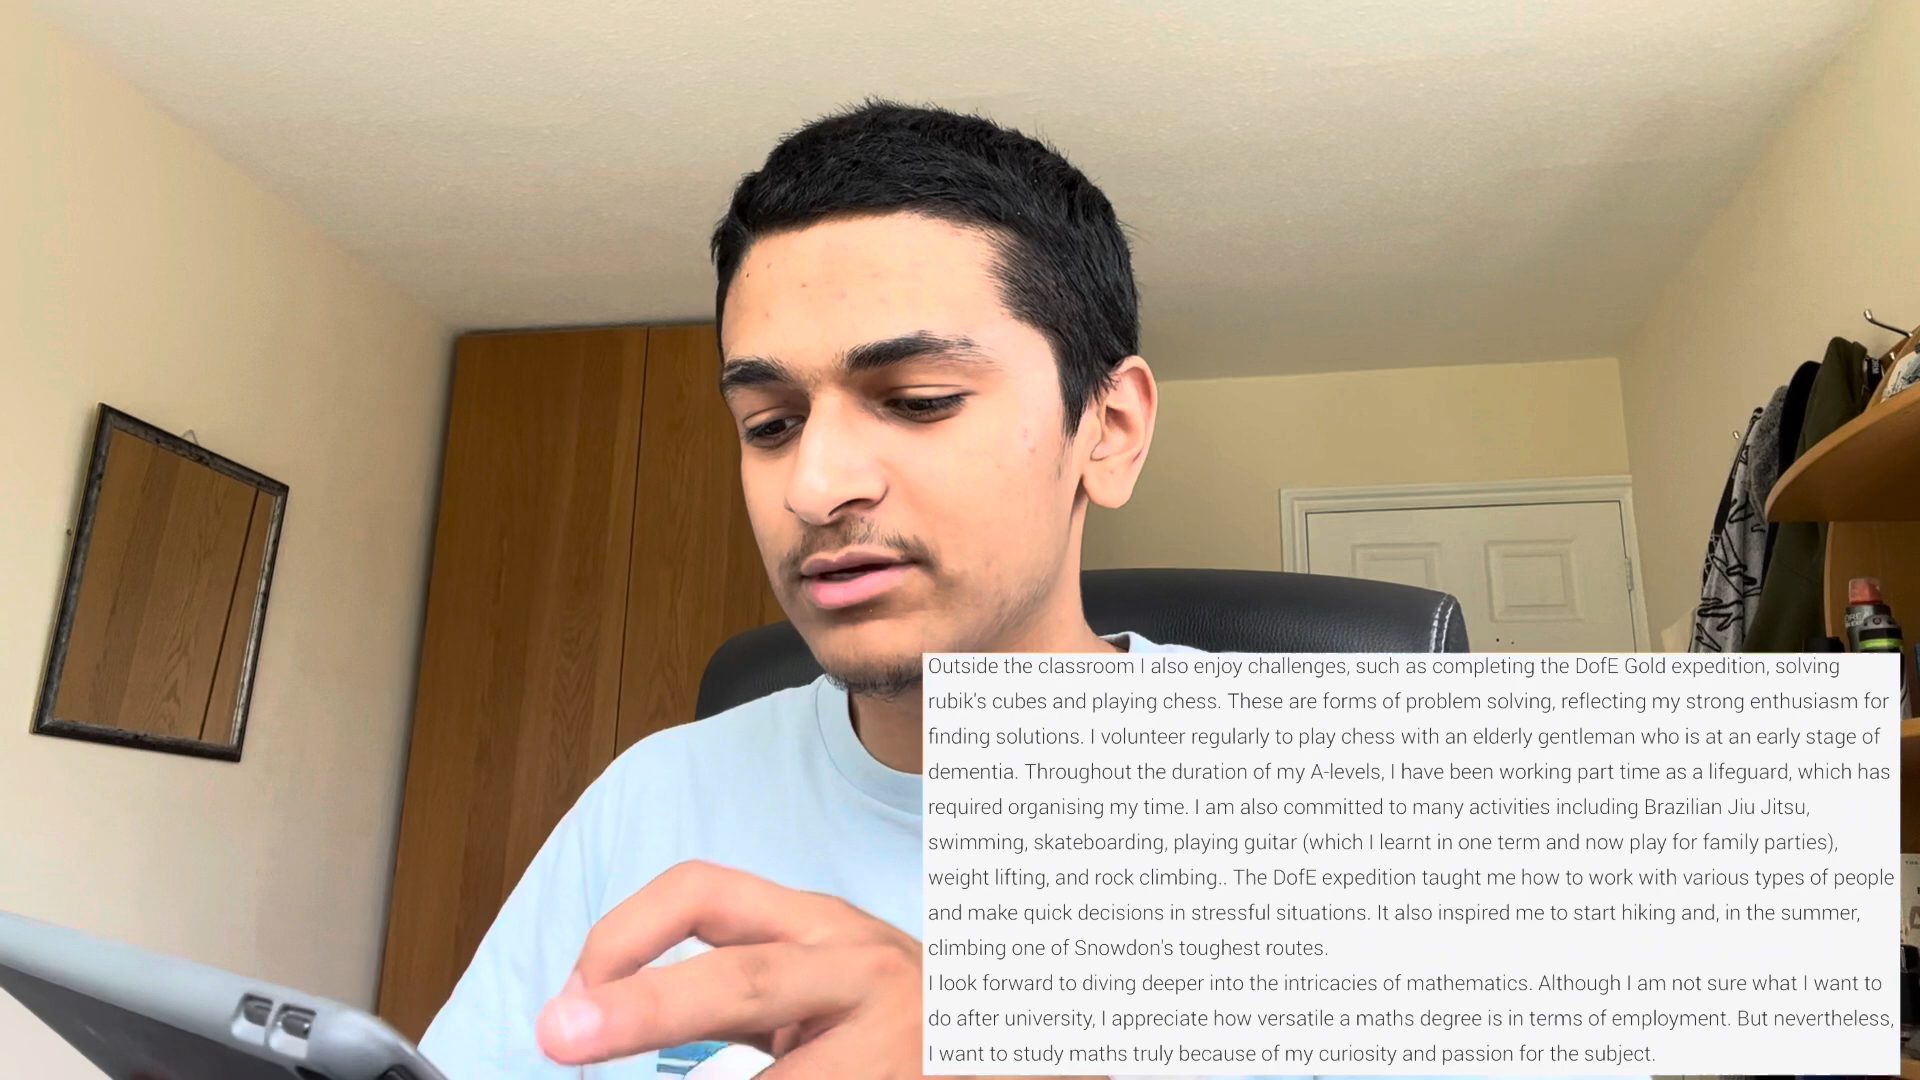 Outside the classroom I also enjoy challenges, such as completing the DofE Gold expedition, solving
rubik's cubes and playing chess. These are forms of problem solving, reflecting my strong enthusiasm for
finding solutions. I volunteer regularly to play chess with an elderly gentleman who is at an early stage of
dementia. Throughout the duration of my A-levels, I have been working part time as a lifeguard, which has
required organising my time. I am also committed to many activities including Brazilian Jiu Jitsu,
swimming, skateboarding, playing guitar (which I learnt in one term and now play for family parties),
weight lifting, and rock climbing.. The DofE expedition taught me how to work with various types of people
and make quick decisions in stressful situations. It also inspired me to start hiking and, in the summer,
climbing one of Snowdon's toughest routes.
I look forward to diving deeper into the intricacies of mathematics. Although I am not sure what I want to
do after university, I appreciate how versatile a maths degree is in terms of employment. But nevertheless,
I want to study maths truly because of my curiosity and passion for the subject.